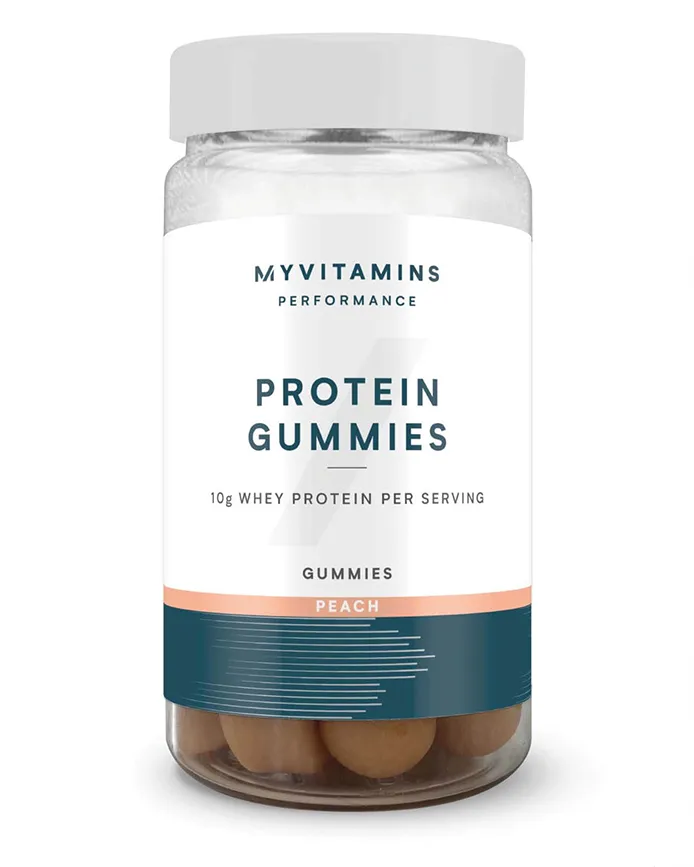 MYVITAMINS
PERFORMANCE
PROTEIN
GUMMIES
10g WHEY PROTEIN PER SERVING
GUMMIES
PEACH